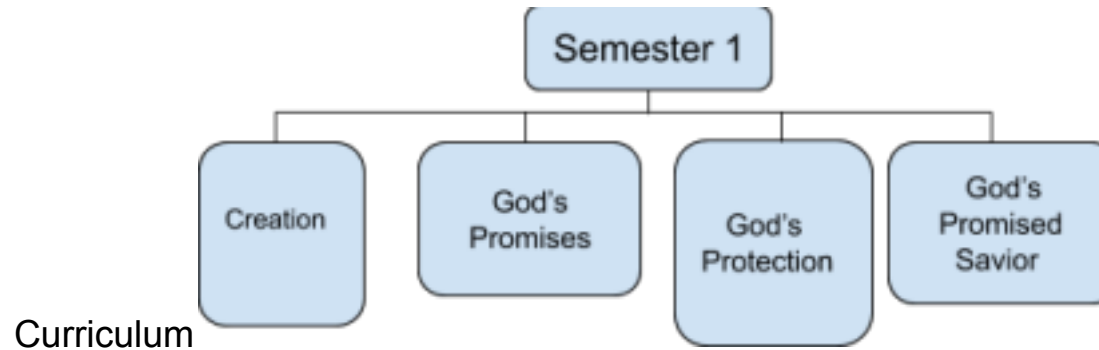 Semester 1
Creation
God's
Promises
God's
Protection
God's
Promised
Savior
Curriculum